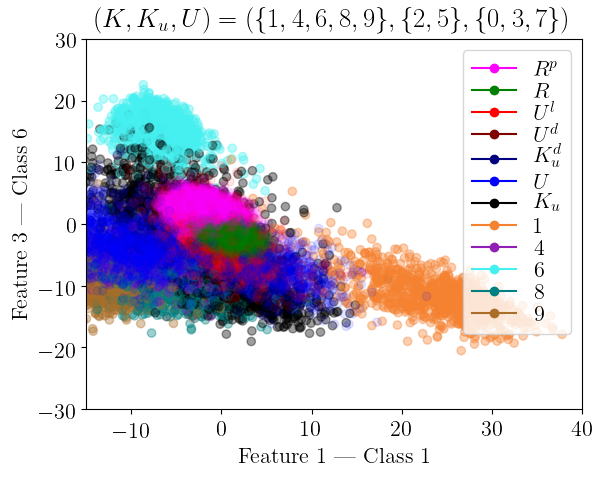 (K, K_u, U) = ({1, 4, 6, 8, 9}, {2, 5}, {0, 3, 7})
30
20
10
0
−10
−20
−30
Feature 3 — Class 6
R^p
R
U^l
U^d
K_u^d
U
K_u
1
4
6
8
9
−10
0
10
20
30
40
Feature 1 — Class 1